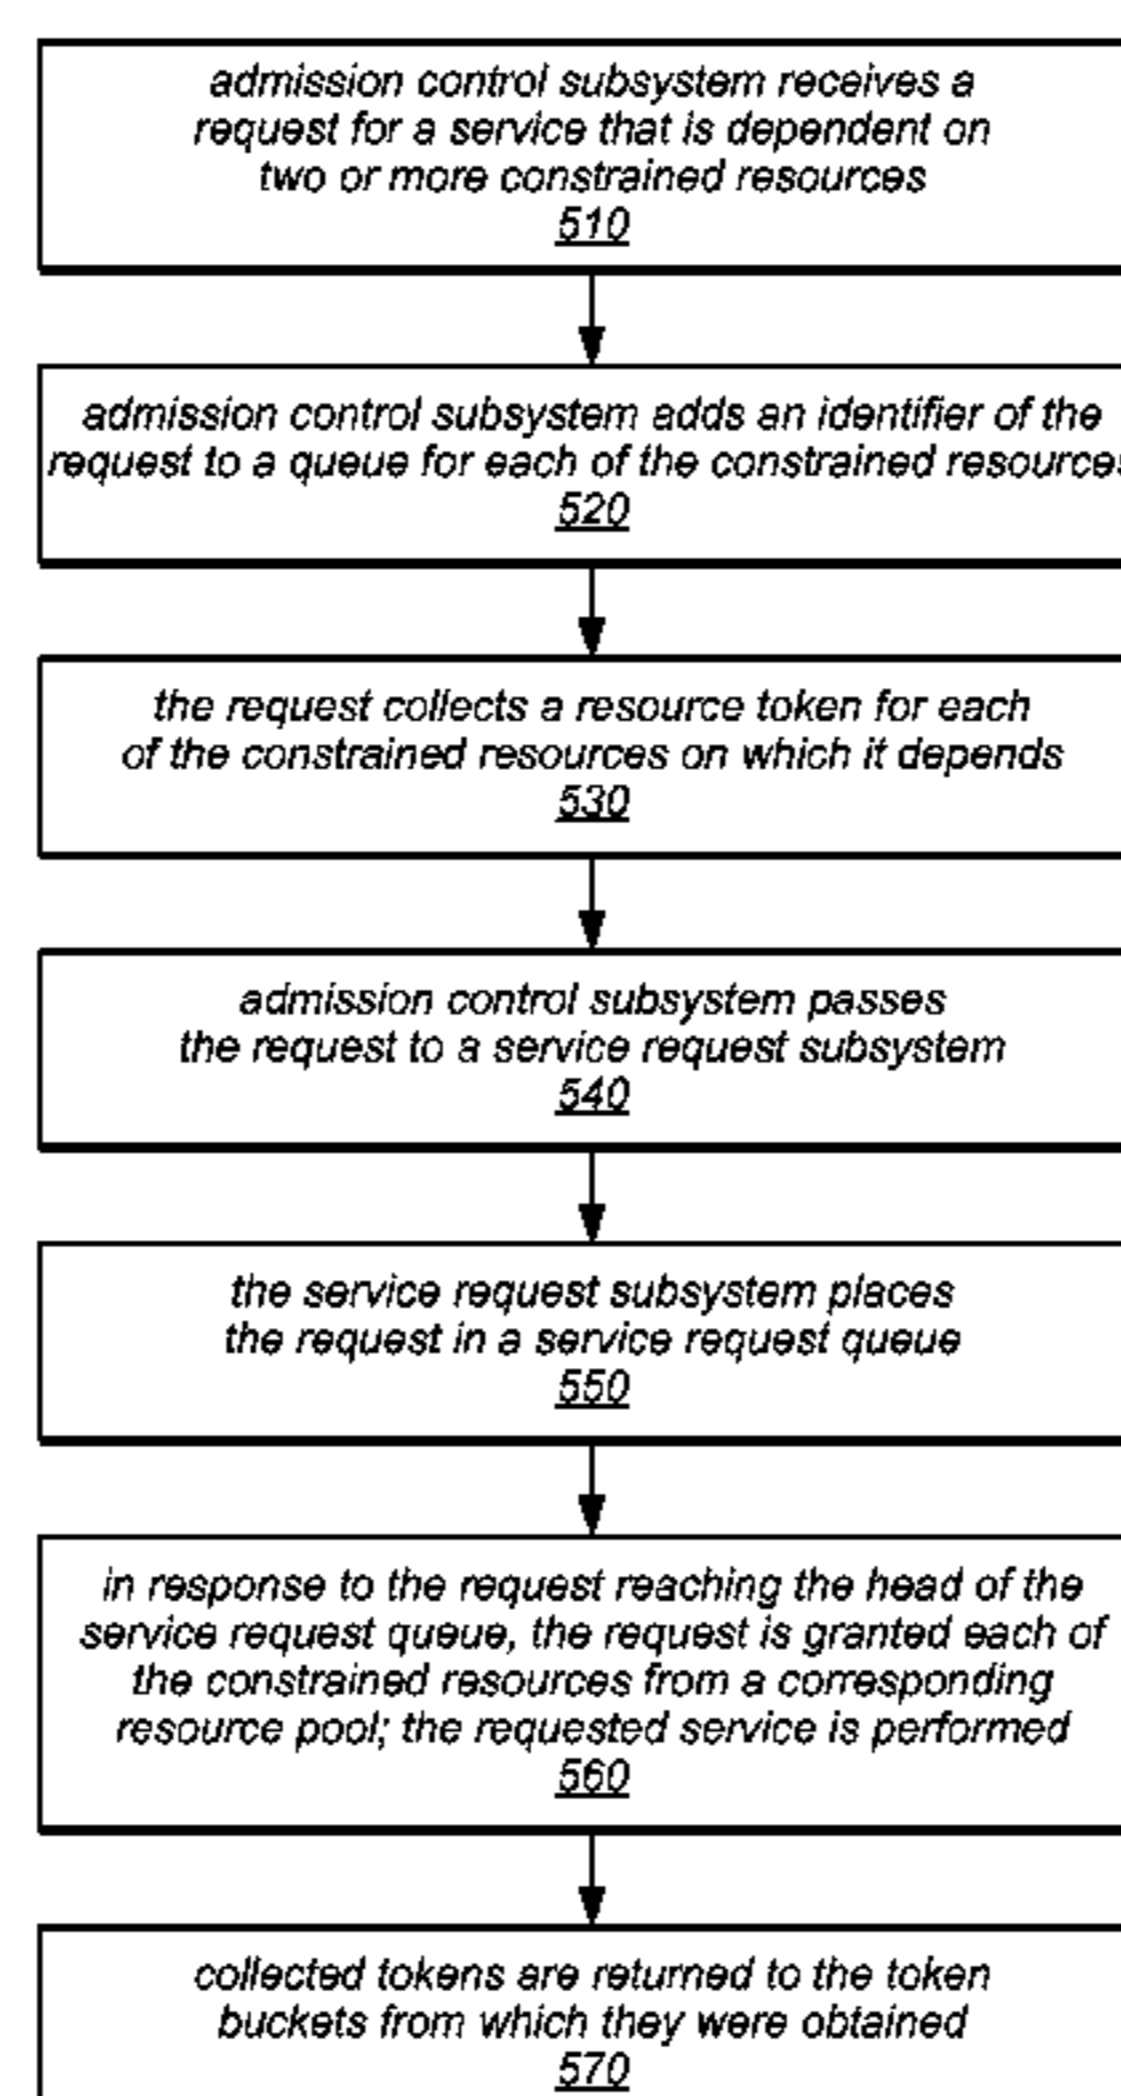 admission control subsystem receives a
request for a service that is dependent on
two or more constrained resources
510
admission control subsystem adds an identifier of the
request to a queue for each of the constrained resources
520
the request collects a resource token for each
of the constrained resources on which it depends
530
admission control subsystem passes
the request to a service request subsystem
540
the service request subsystem places
the request in a service request queue
550
in response to the request reaching the head of the
service request queue, the request is granted each of
the constrained resources from a corresponding
resource pool; the requested service is performed
560
collected tokens are returned to the token
buckets from which they were obtained
570